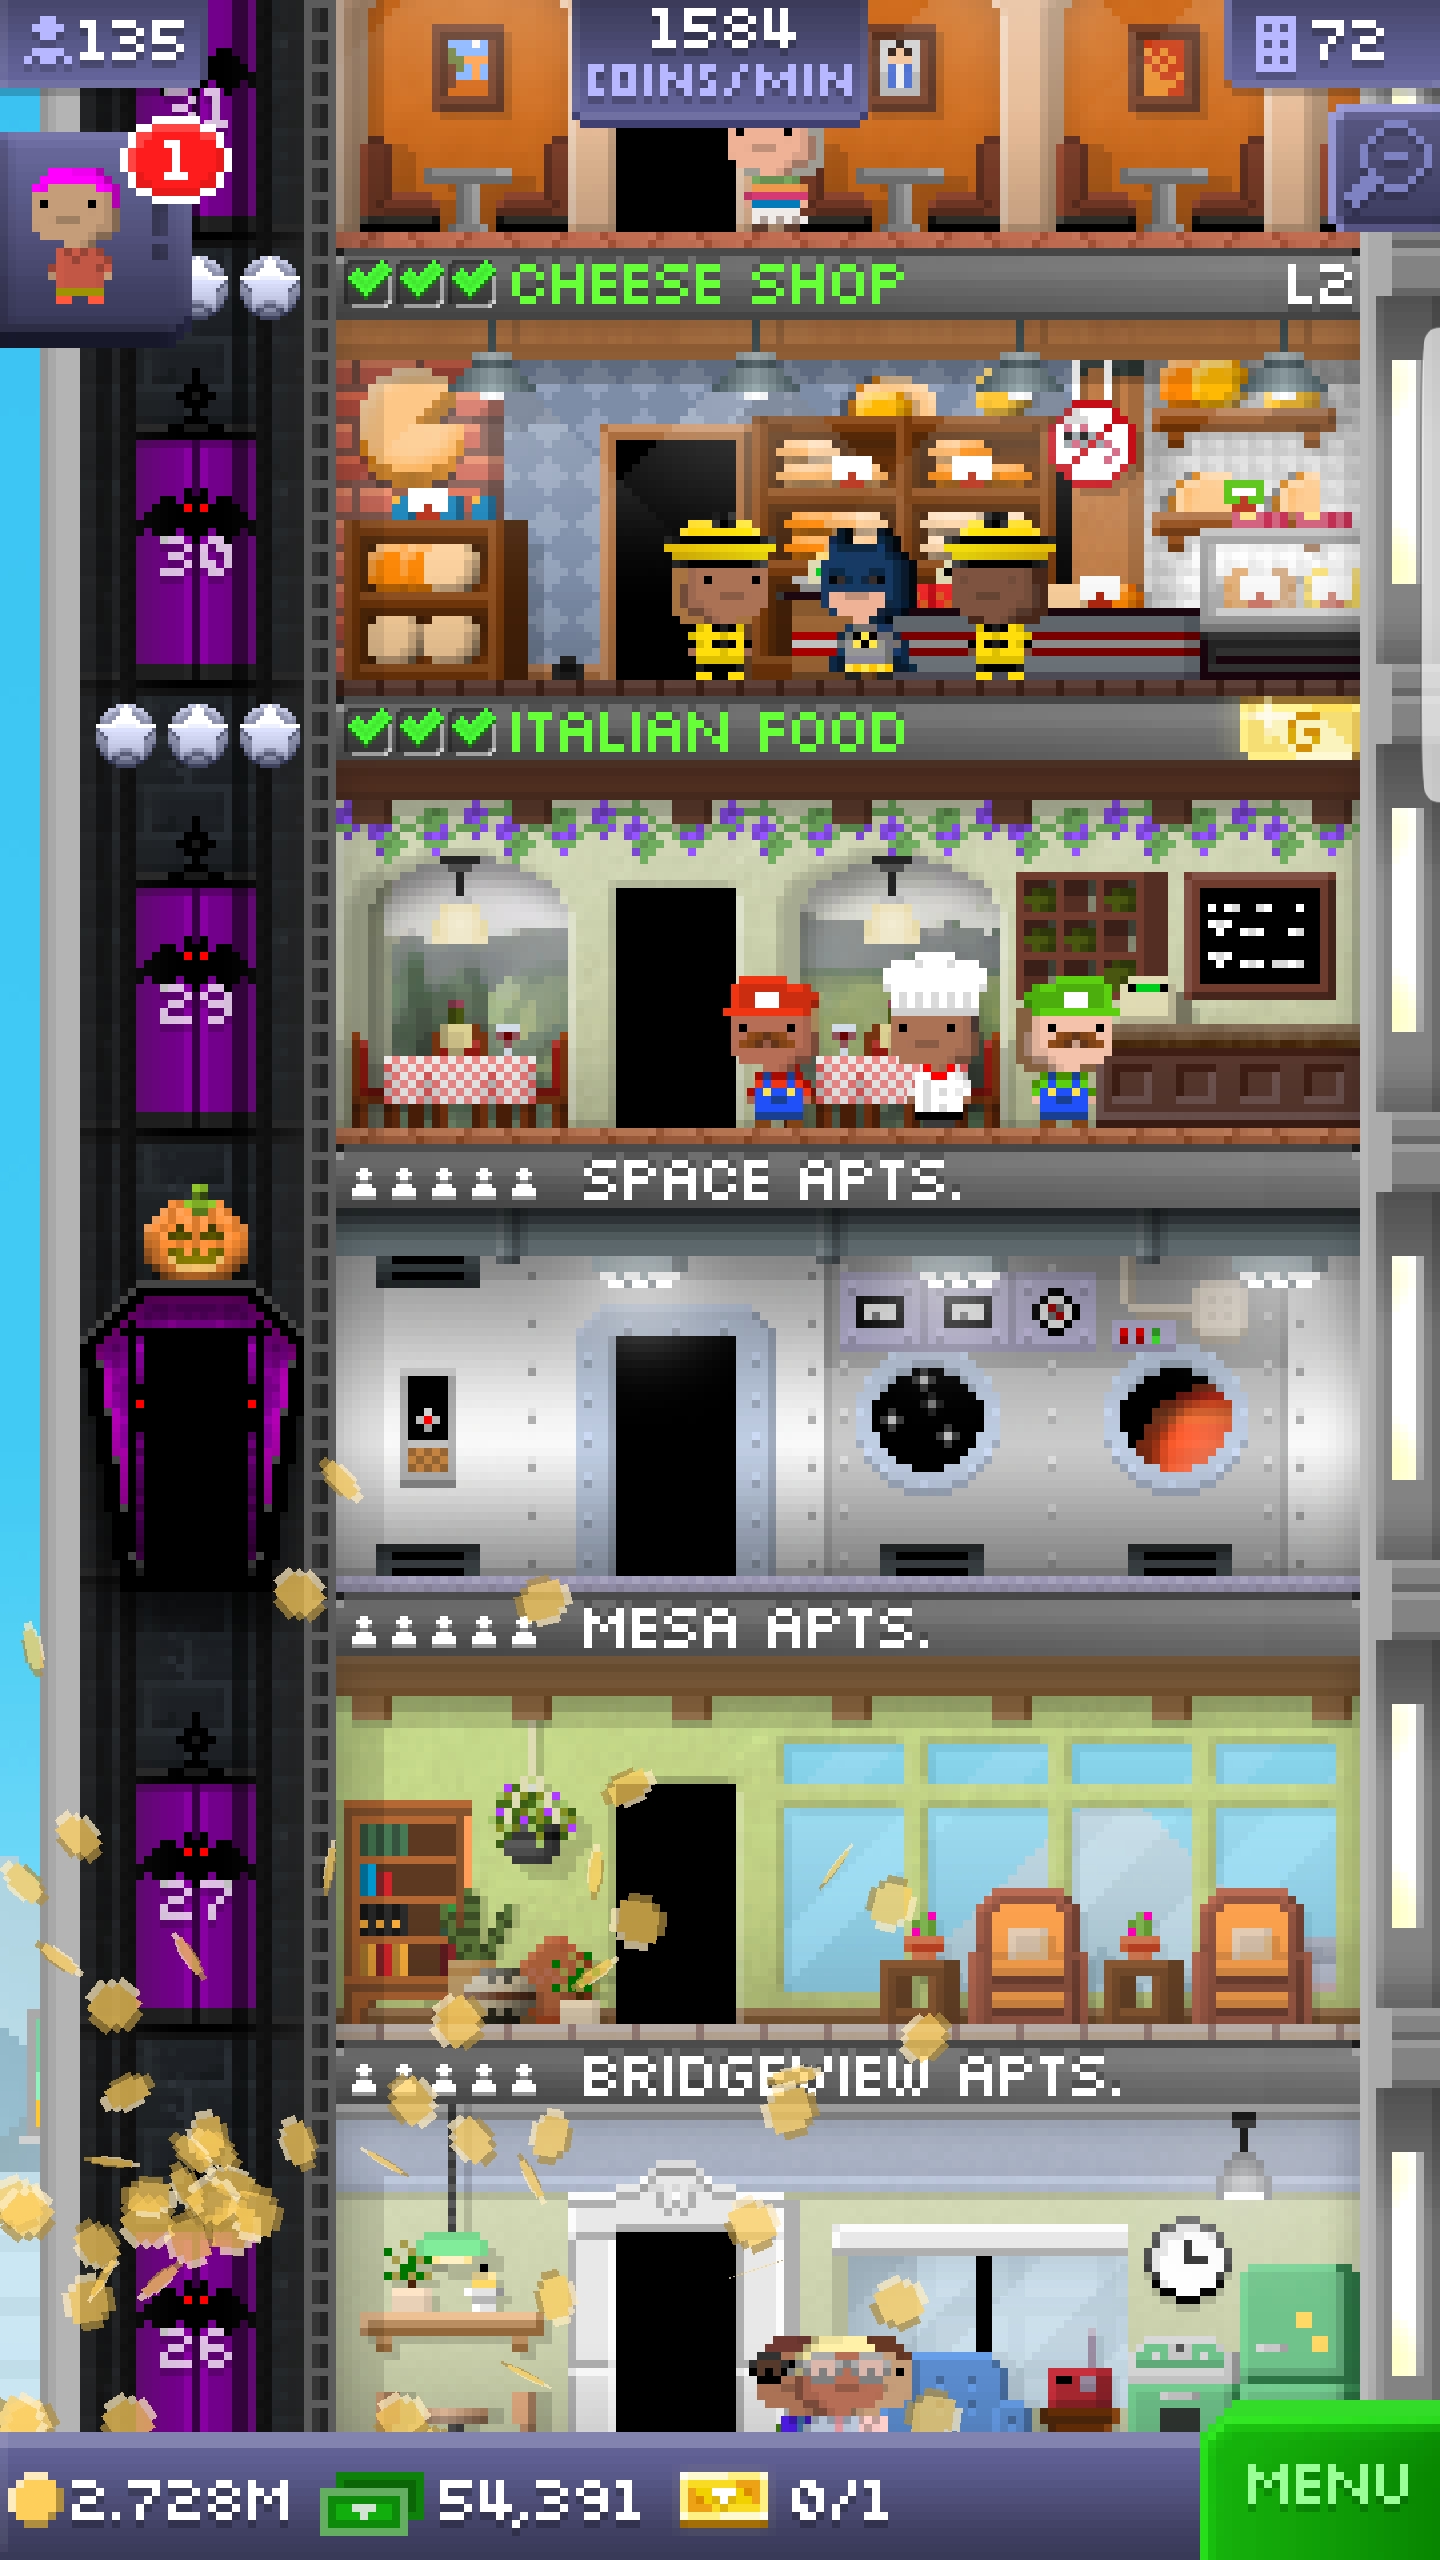 135
1584
COINS/MIN
72
31
1
CHEESE SHOP
L2
30
ITALIAN FOOD
G
29
SPACE APTS.
MESA APTS.
27
BRIDGEVIEW APTS.
26
2.728M
54,391
0/1
MENU